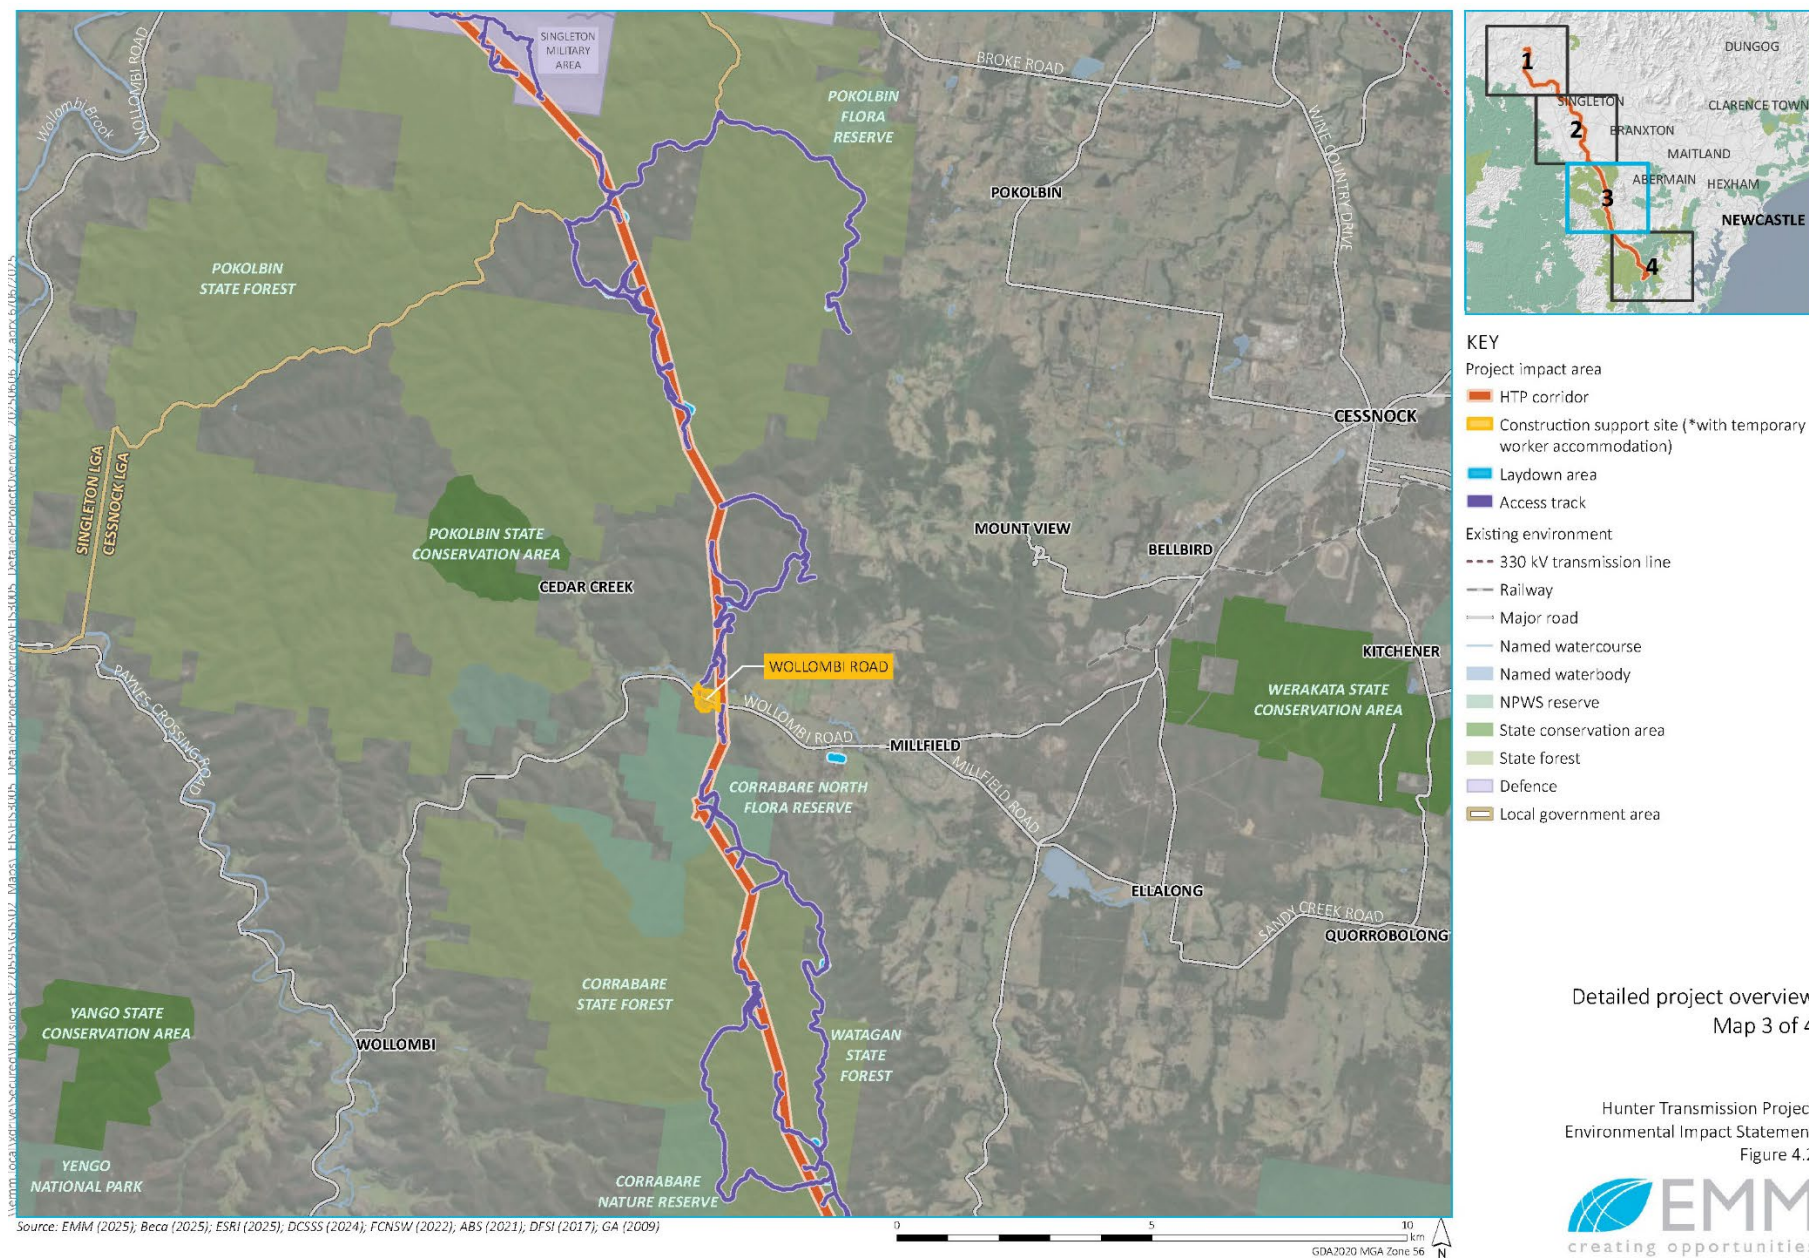 SINGLETON
MILITARY
AREA
WOLLOMBI ROAD
Wollombi Brook
BROKE ROAD
POKOLBIN
FLORA
RESERVE
WINE COUNTRY DRIVE
POKOLBIN
POKOLBIN
STATE FOREST
CESSNOCK
SINGLETON LGA
CESSNOCK LGA
POKOLBIN STATE
CONSERVATION AREA
CEDAR CREEK
MOUNT VIEW
BELLBIRD
KITCHENER
WOLLOMBI ROAD
WERAKATA STATE
CONSERVATION AREA
PAYNES CROSSING ROAD
WOLLOMBI ROAD
MILLFIELD
MILLFIELD ROAD
CORRABARE NORTH
FLORA RESERVE
ELLALONG
SANDY CREEK ROAD
QUORROBOLONG
CORRABARE
STATE FOREST
YANGO STATE
CONSERVATION AREA
WOLLOMBI
WATAGAN
STATE
FOREST
YENGO
NATIONAL PARK
CORRABARE
NATURE RESERVE
Source: EMM (2025); Beca (2025); ESRI (2025); DCSSS (2024); FCNSW (2022); ABS (2021); DFSI (2017); GA (2009)
0 5 10
km
GDA2020 MGA Zone 56
N
1
DUNGOG
SINGLETON
CLARENCE TOWN
2
BRANXTON
MAITLAND
ABERMAIN
HEXHAM
3
NEWCASTLE
4
KEY
Project impact area
HTP corridor
Construction support site (*with temporary
worker accommodation)
Laydown area
Access track
Existing environment
330 kV transmission line
Railway
Major road
Named watercourse
Named waterbody
NPWS reserve
State conservation area
State forest
Defence
Local government area
Detailed project overview
Map 3 of 4
Hunter Transmission Project
Environmental Impact Statement
Figure 4.2
EMM
creating opportunities